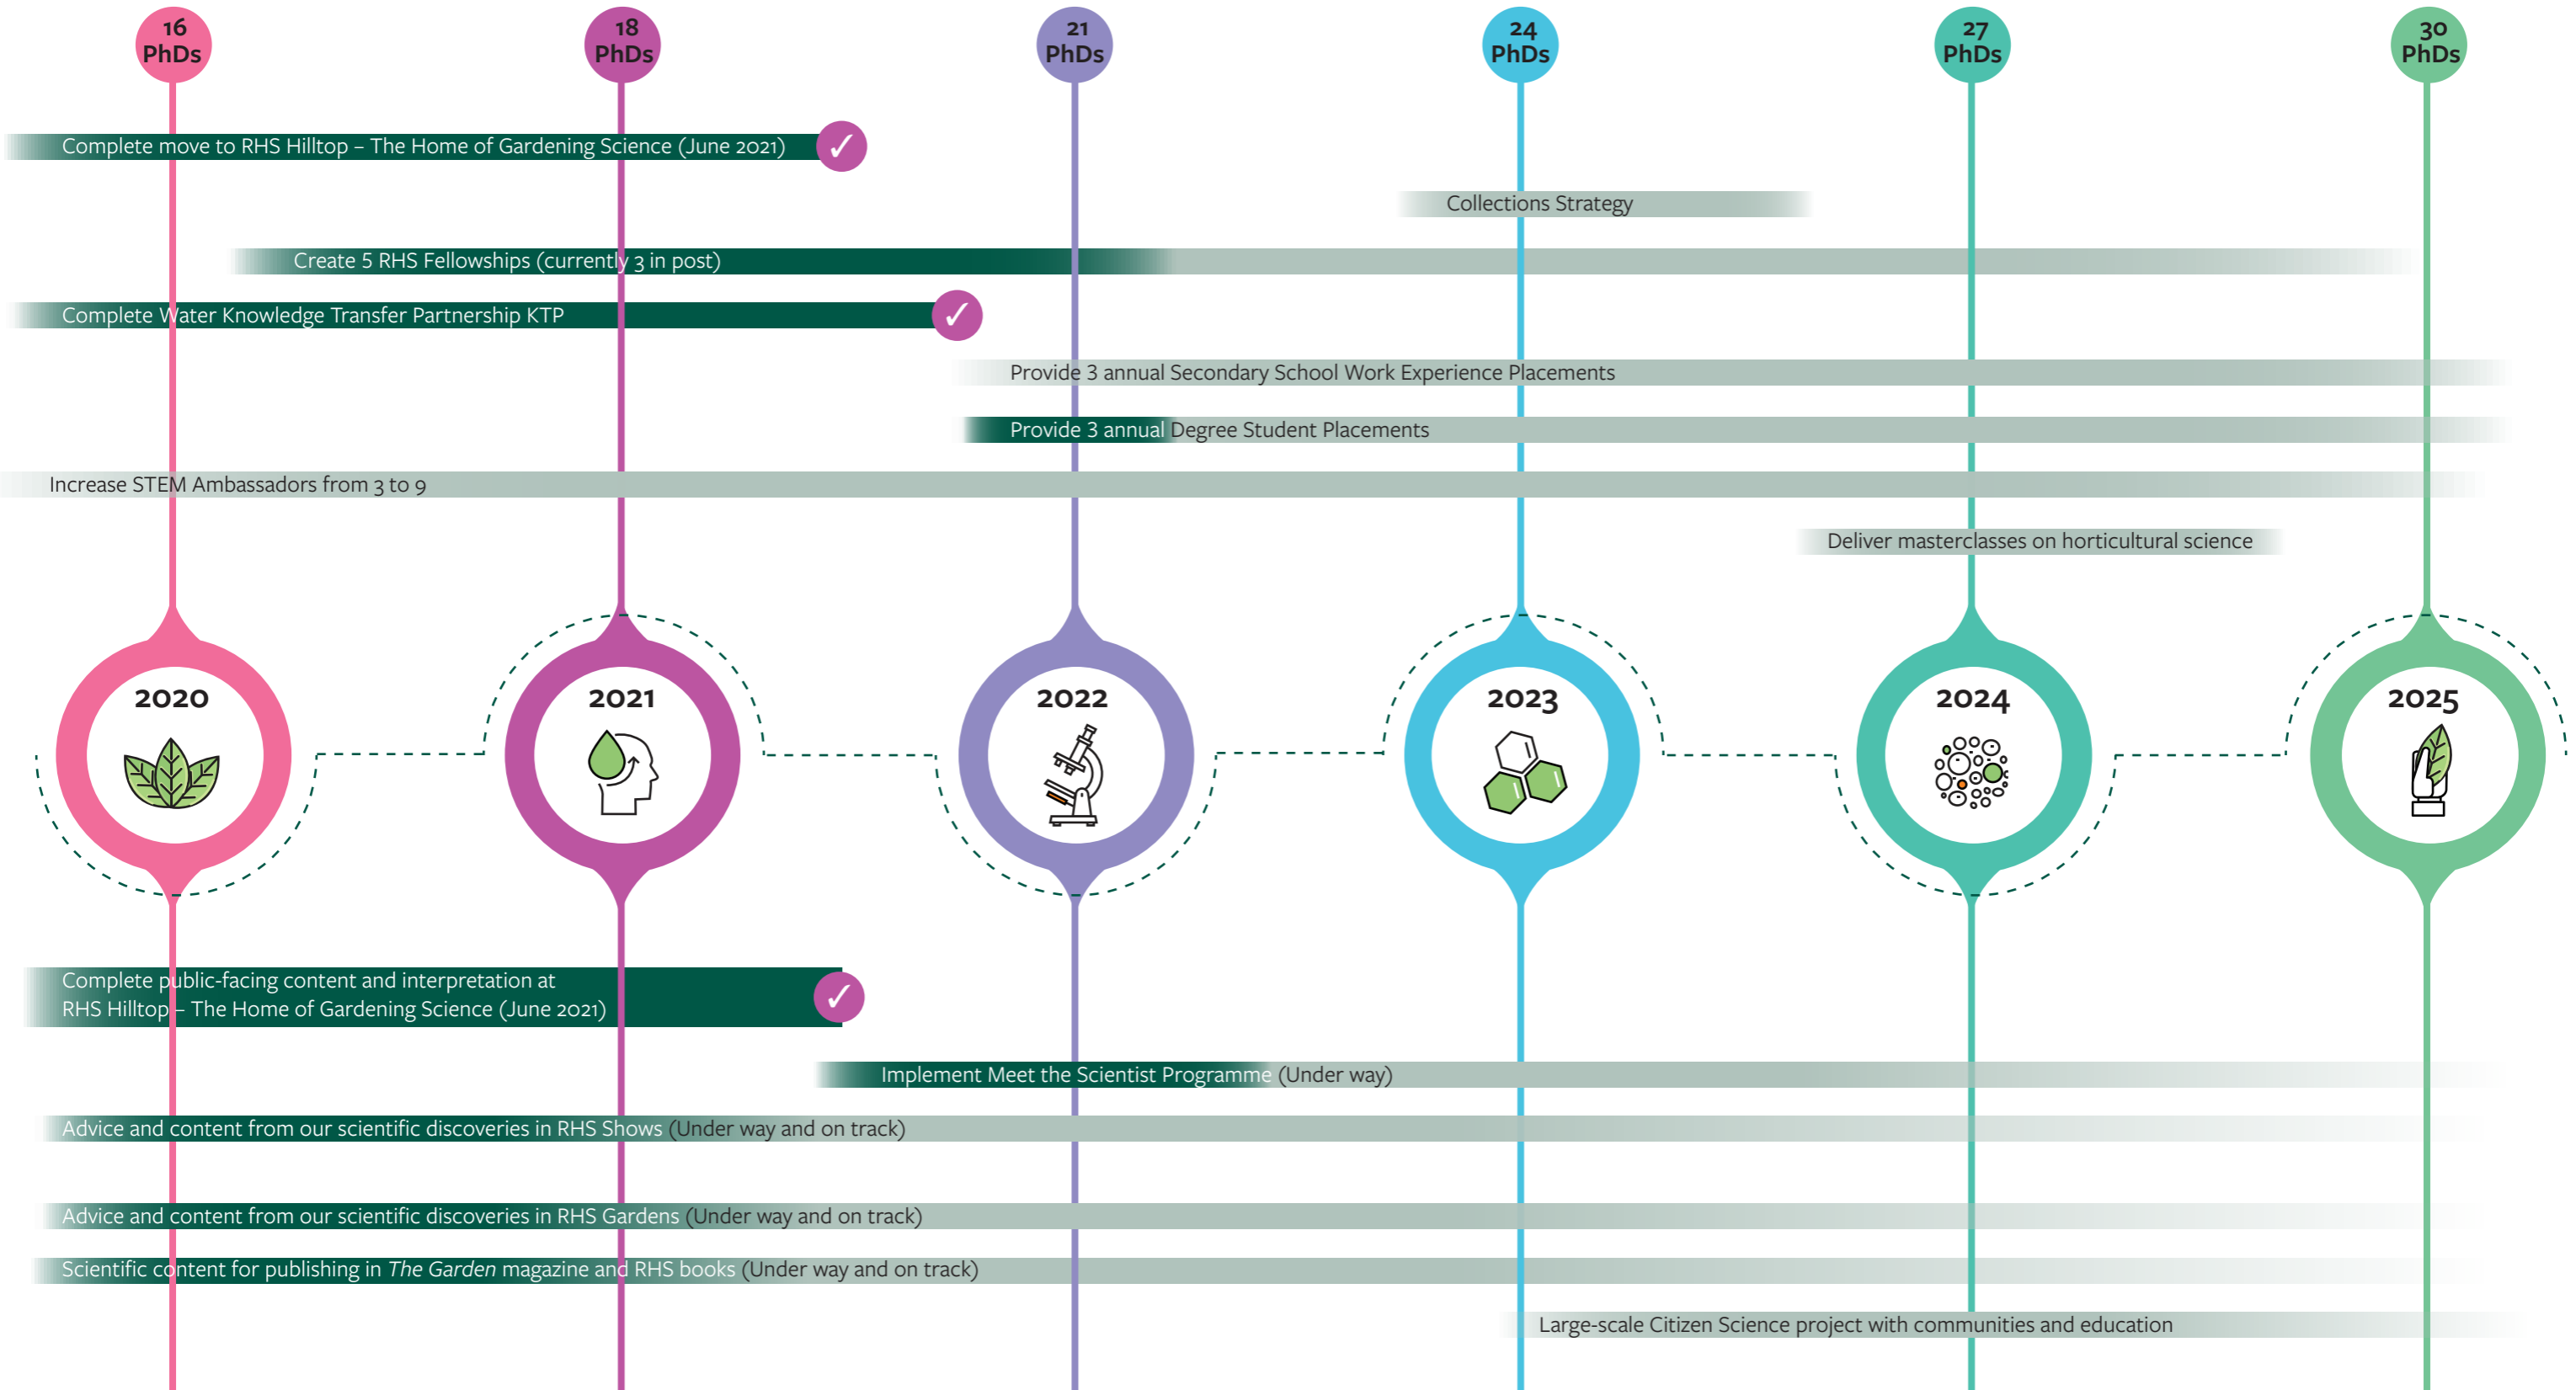 16
PhDs
18
PhDs
21
PhDs
24
PhDs
27
PhDs
30
PhDs
Complete move to RHS Hilltop – The Home of Gardening Science (June 2021)
Collections Strategy
Create 5 RHS Fellowships (currently 3 in post)
Complete Water Knowledge Transfer Partnership KTP
Provide 3 annual Secondary School Work Experience Placements
Provide 3 annual Degree Student Placements
Increase STEM Ambassadors from 3 to 9
Deliver masterclasses on horticultural science
2020
2021
2022
2023
2024
2025
Complete public-facing content and interpretation at
RHS Hilltop – The Home of Gardening Science (June 2021)
Implement Meet the Scientist Programme (Under way)
Advice and content from our scientific discoveries in RHS Shows (Under way and on track)
Advice and content from our scientific discoveries in RHS Gardens (Under way and on track)
Scientific content for publishing in The Garden magazine and RHS books (Under way and on track)
Large-scale Citizen Science project with communities and education